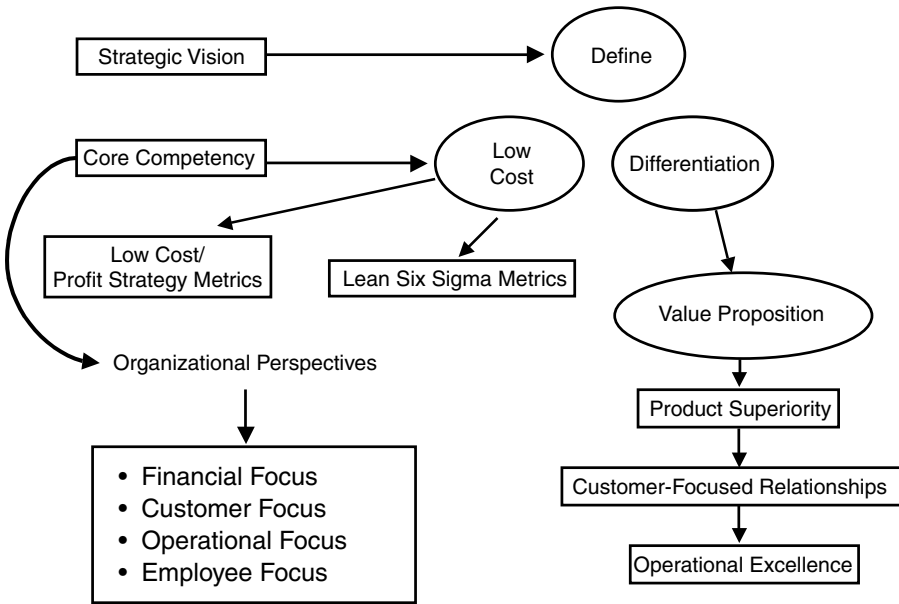 Strategic Vision
Define
Core Competency
Low
Cost
Differentiation
Low Cost/
Profit Strategy Metrics
Lean Six Sigma Metrics
Value Proposition
Organizational Perspectives
Product Superiority
• Financial Focus
• Customer Focus
• Operational Focus
• Employee Focus
Customer-Focused Relationships
Operational Excellence